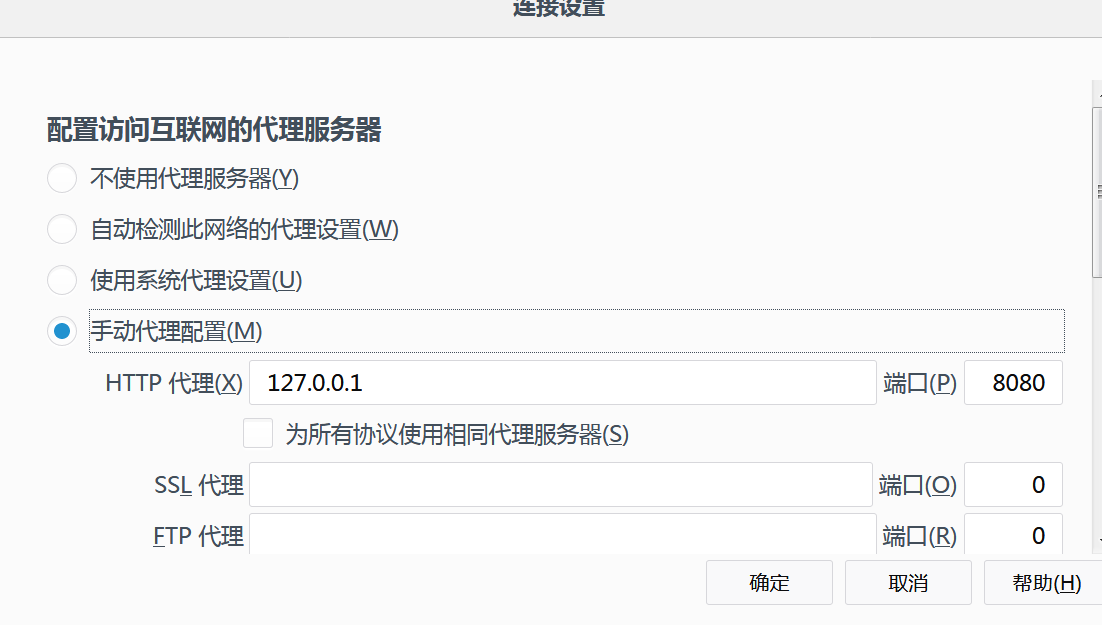 连接设置
配置访问互联网的代理服务器
不使用代理服务器(Y)
自动检测此网络的代理设置(W)
使用系统代理设置(U)
手动代理配置(M)
HTTP 代理(X) 127.0.0.1 端口(P) 8080
为所有协议使用相同代理服务器(S)
SSL 代理 端口(O) 0
FTP 代理 端口(R) 0
确定 取消 帮助(H)